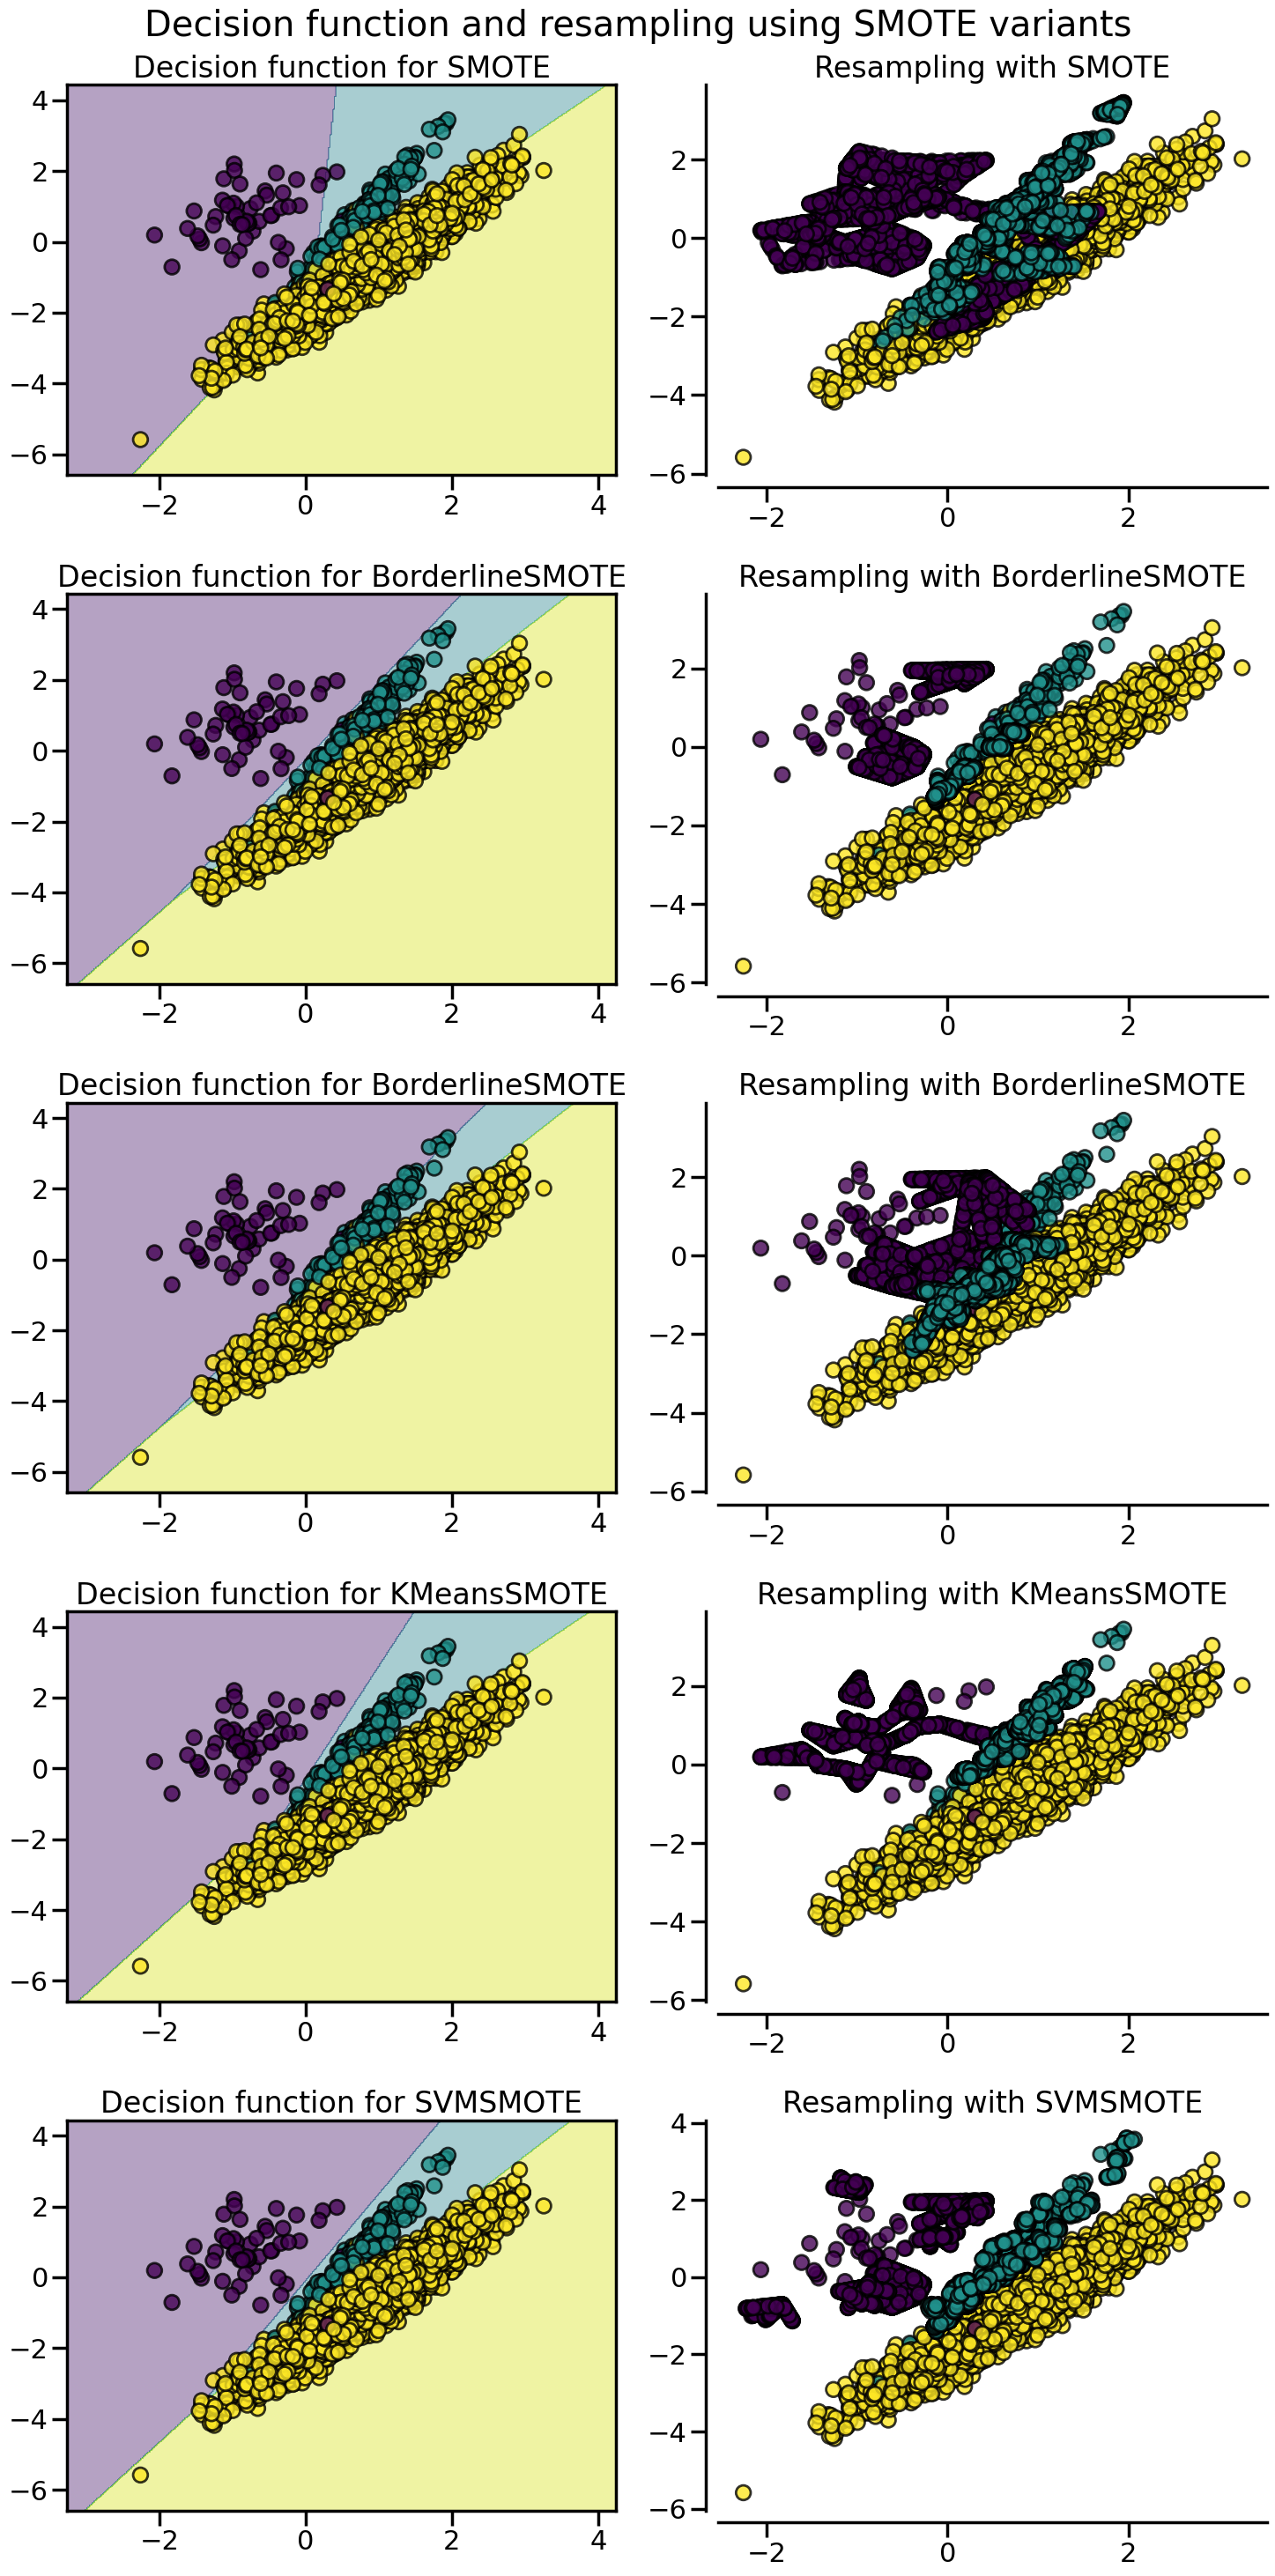 Decision function and resampling using SMOTE variants
Decision function for SMOTE
Resampling with SMOTE
4
2
0
−2
−4
−6
−2 0 2 4
2
0
−2
−4
−6
−2 0 2
Decision function for BorderlineSMOTE
Resampling with BorderlineSMOTE
4
2
0
−2
−4
−6
−2 0 2 4
2
0
−2
−4
−6
−2 0 2
Decision function for BorderlineSMOTE
Resampling with BorderlineSMOTE
4
2
0
−2
−4
−6
−2 0 2 4
2
0
−2
−4
−6
−2 0 2
Decision function for KMeansSMOTE
Resampling with KMeansSMOTE
4
2
0
−2
−4
−6
−2 0 2 4
2
0
−2
−4
−6
−2 0 2
Decision function for SVMSMOTE
Resampling with SVMSMOTE
4
2
0
−2
−4
−6
−2 0 2 4
4
2
0
−2
−4
−6
−2 0 2